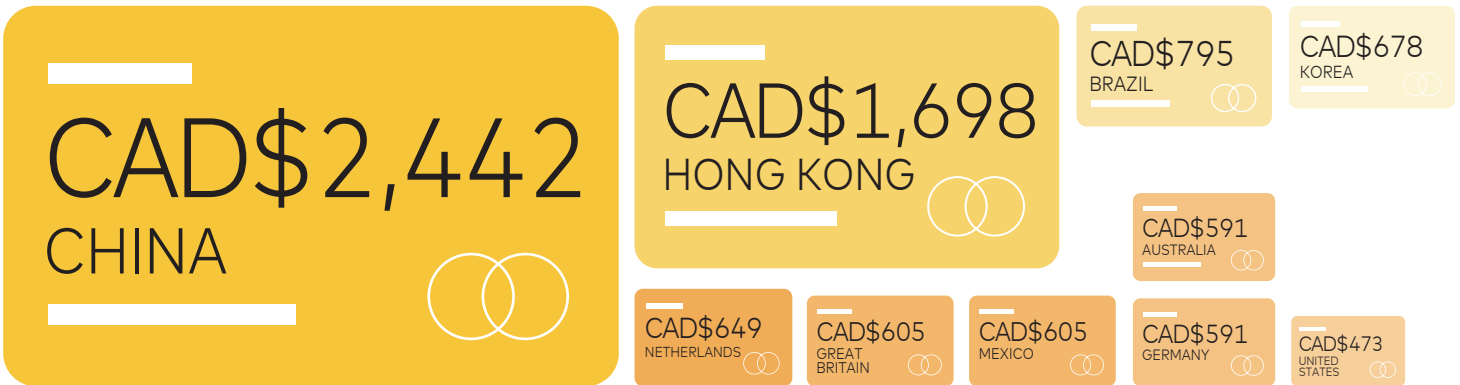 CAD$2,442
CHINA
CAD$1,698
HONG KONG
CAD$795
BRAZIL
CAD$678
KOREA
CAD$649
NETHERLANDS
CAD$605
GREAT
BRITAIN
CAD$605
MEXICO
CAD$591
AUSTRALIA
CAD$591
GERMANY
CAD$473
UNITED
STATES